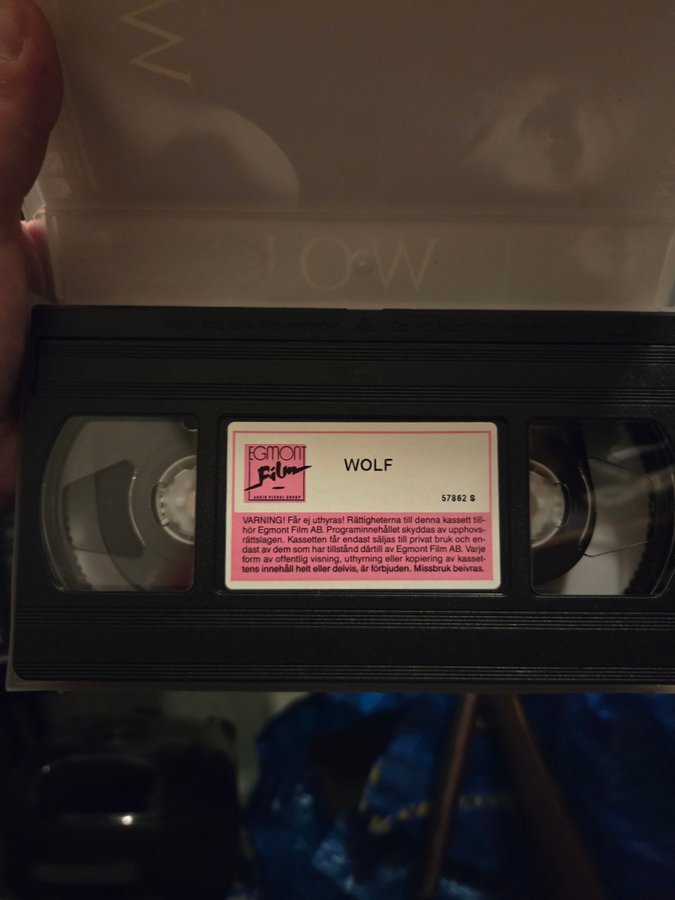 W
WOL
EGMONT
Film
AUDIO VISUAL GROUP
WOLF
57862 S
VARNING! Får ej uthyras! Rättigheterna till denna kassett till-
hör Egmont Film AB. Programinnehållet skyddas av upphovs-
rättslagen. Kassetten får endast säljas till privat bruk och en-
dast av dem som har tillstånd därtill av Egmont Film AB. Varje
form av offentlig visning, uthyrning eller kopiering av kasset-
tens innehåll helt eller delvis, är förbjuden. Missbruk beivras.